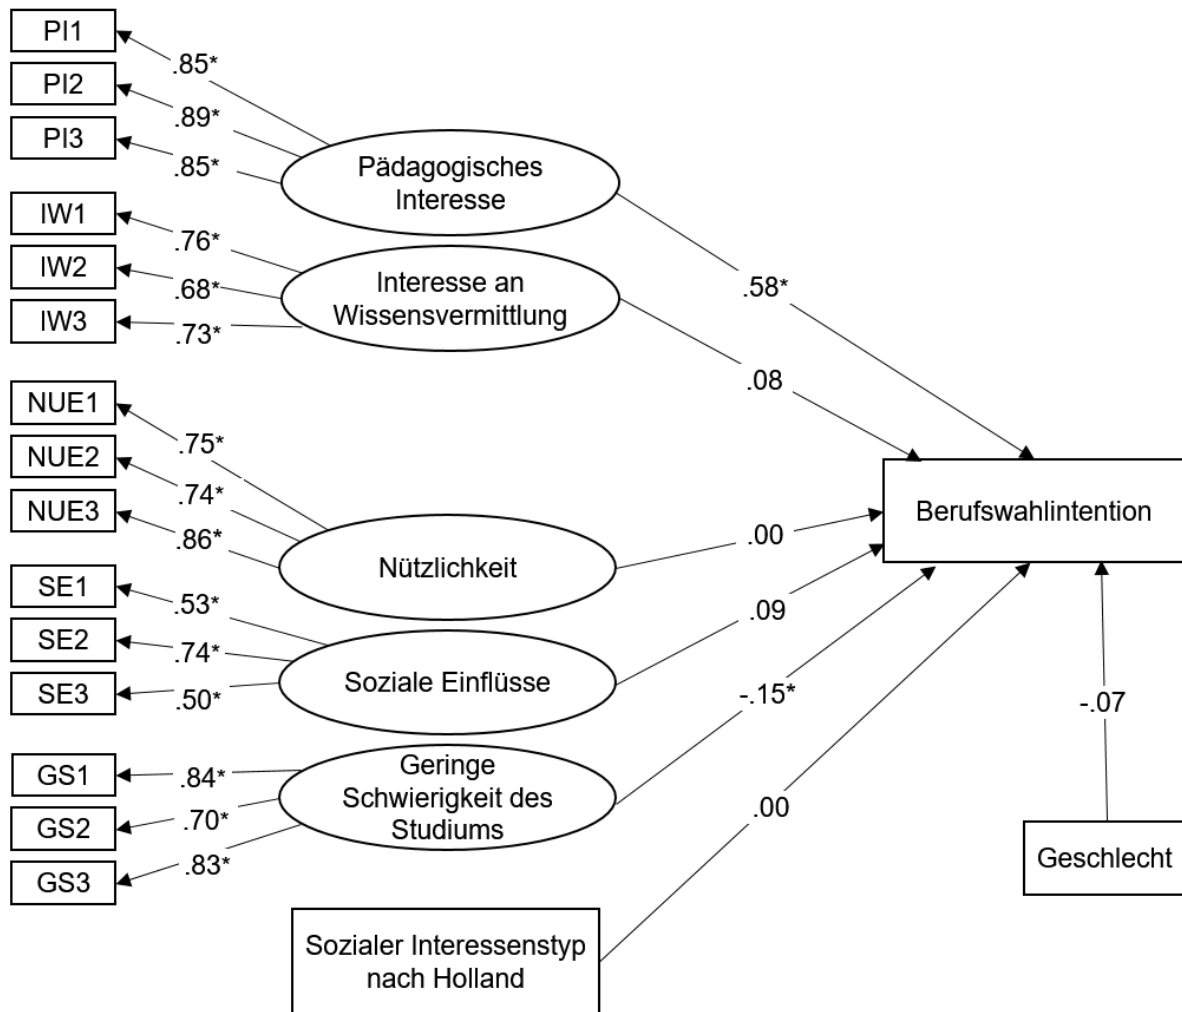 PI1
.85*
PI2
.89*
PI3
.85*
Pädagogisches
Interesse
IW1
.76*
IW2
.68*
IW3
.73*
Interesse an
Wissensvermittlung
.58*
.08
NUE1
.75*
NUE2
.74*
NUE3
.86*
Nützlichkeit
.00
Berufswahlintention
SE1
.53*
SE2
.74*
SE3
.50*
Soziale Einflüsse
.09
-.15*
-.07
GS1
.84*
GS2
.70*
GS3
.83*
Geringe
Schwierigkeit des
Studiums
.00
Geschlecht
Sozialer Interessenstyp
nach Holland